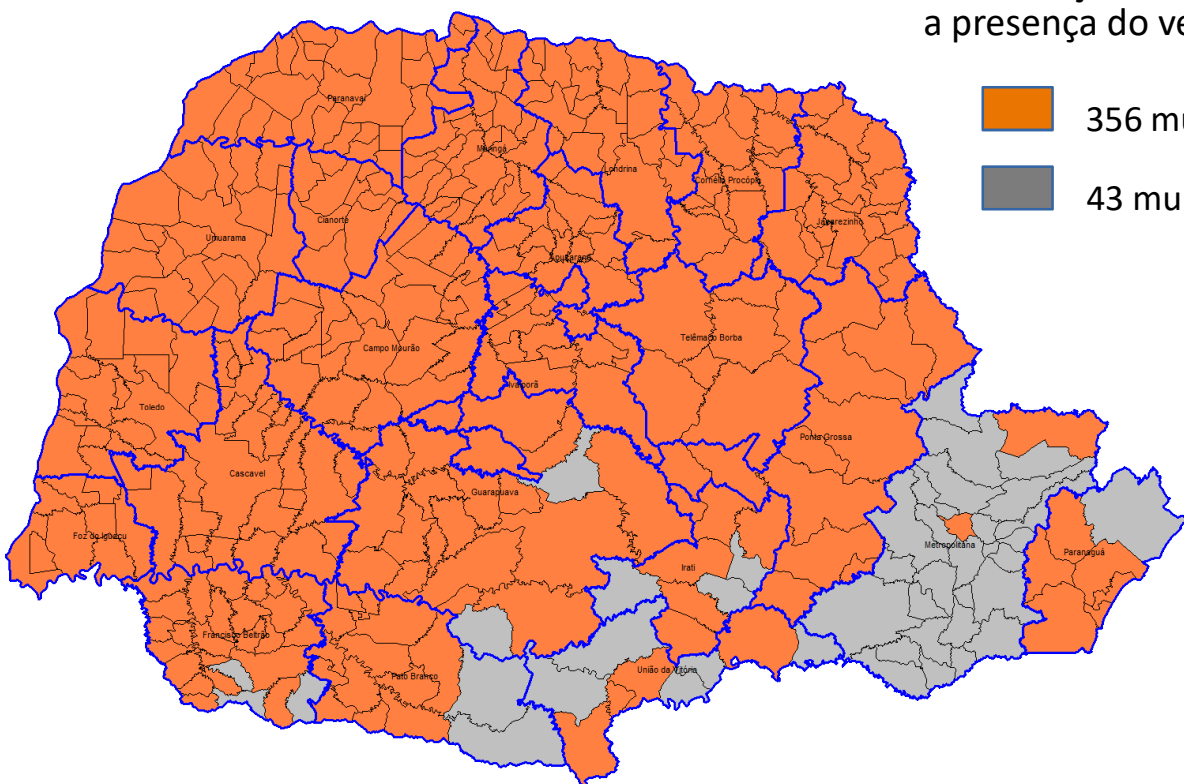 a presença do ve
356 mu
43 mu
Paranavaí
Maringá
Londrina
Cornélio Procópio
Jacarezinho
Cianorte
Umuarama
Apucarana
Campo Mourão
Telêmaco Borba
Ivaiporã
Toledo
Ponta Grossa
Cascavel
Guarapuava
Foz do Iguaçu
Metropolitana
Paranaguá
Irati
Francisco Beltrão
União da Vitória
Pato Branco